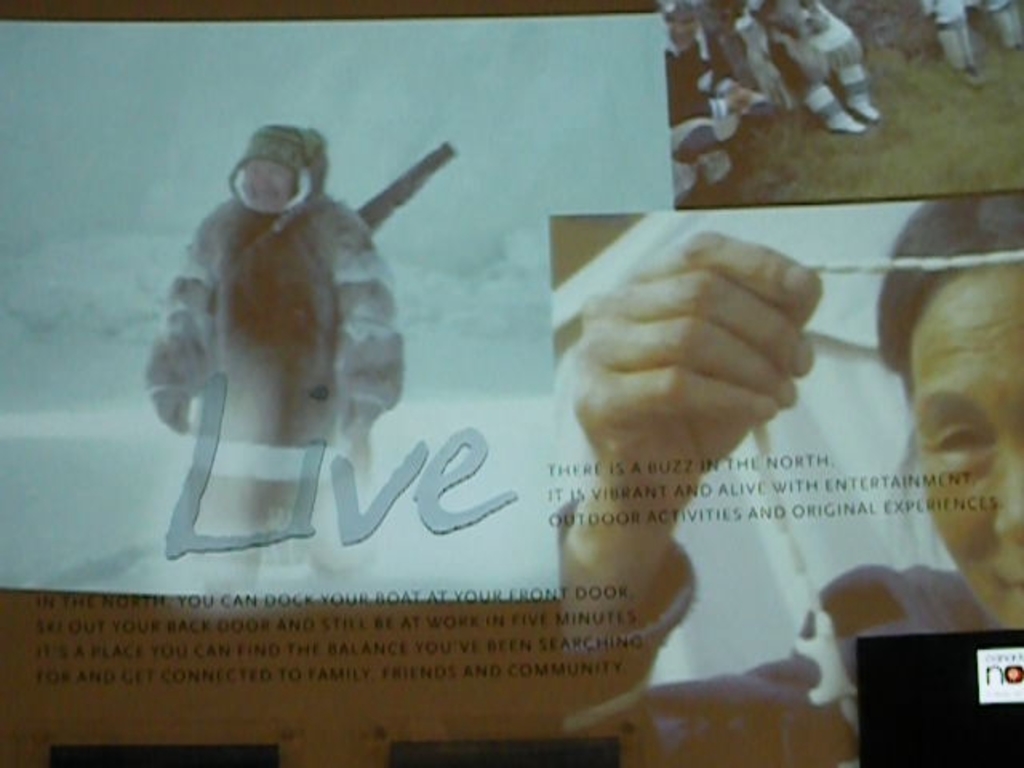 Live
THERE IS A BUZZ IN THE NORTH.
IT IS VIBRANT AND ALIVE WITH ENTERTAINMENT,
OUTDOOR ACTIVITIES AND ORIGINAL EXPERIENCES.
IN THE NORTH, YOU CAN DOCK YOUR BOAT AT YOUR FRONT DOOR,
SKI OUT YOUR BACK DOOR AND STILL BE AT WORK IN FIVE MINUTES.
IT'S A PLACE YOU CAN FIND THE BALANCE YOU'VE BEEN SEARCHING
FOR AND GET CONNECTED TO FAMILY, FRIENDS AND COMMUNITY.
no